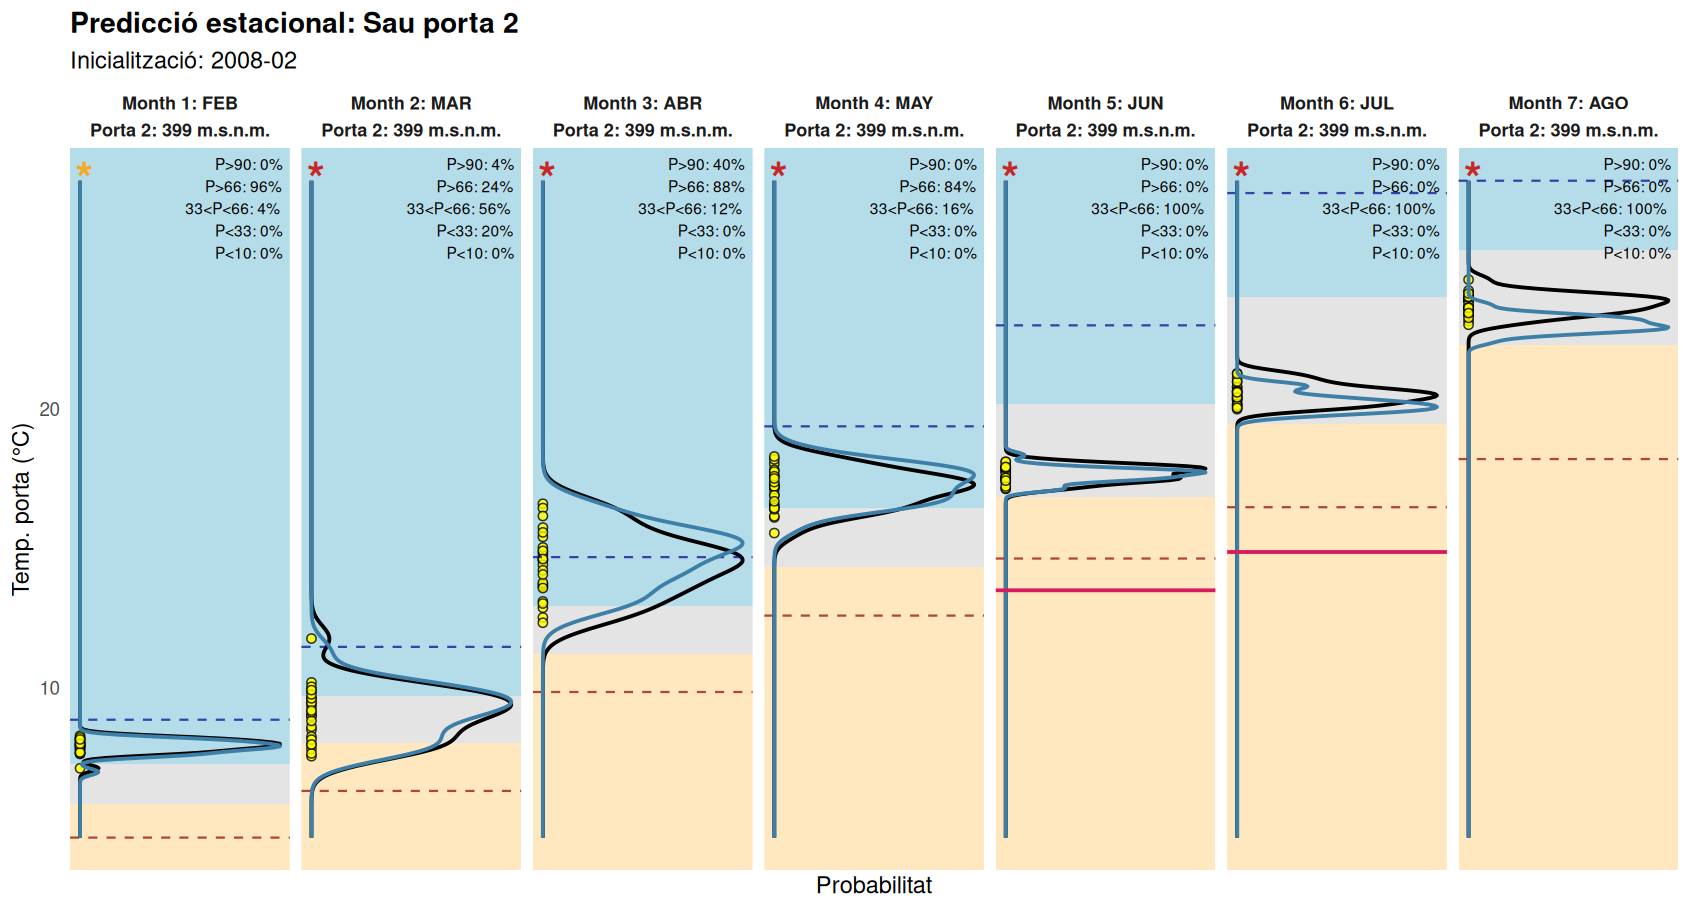 Predicció estacional: Sau porta 2
Inicialització: 2008-02
Month 1: FEB
Porta 2: 399 m.s.n.m.
Month 2: MAR
Porta 2: 399 m.s.n.m.
Month 3: ABR
Porta 2: 399 m.s.n.m.
Month 4: MAY
Porta 2: 399 m.s.n.m.
Month 5: JUN
Porta 2: 399 m.s.n.m.
Month 6: JUL
Porta 2: 399 m.s.n.m.
Month 7: AGO
Porta 2: 399 m.s.n.m.
*
P>90: 0%
P>66: 96%
33<P<66: 4%
P<33: 0%
P<10: 0%
*
P>90: 4%
P>66: 24%
33<P<66: 56%
P<33: 20%
P<10: 0%
*
P>90: 40%
P>66: 88%
33<P<66: 12%
P<33: 0%
P<10: 0%
*
P>90: 0%
P>66: 84%
33<P<66: 16%
P<33: 0%
P<10: 0%
*
P>90: 0%
P>66: 0%
33<P<66: 100%
P<33: 0%
P<10: 0%
*
P>90: 0%
P>66: 0%
33<P<66: 100%
P<33: 0%
P<10: 0%
*
P>90: 0%
P>66: 0%
33<P<66: 100%
P<33: 0%
P<10: 0%
20
10
Temp. porta (°C)
Probabilitat